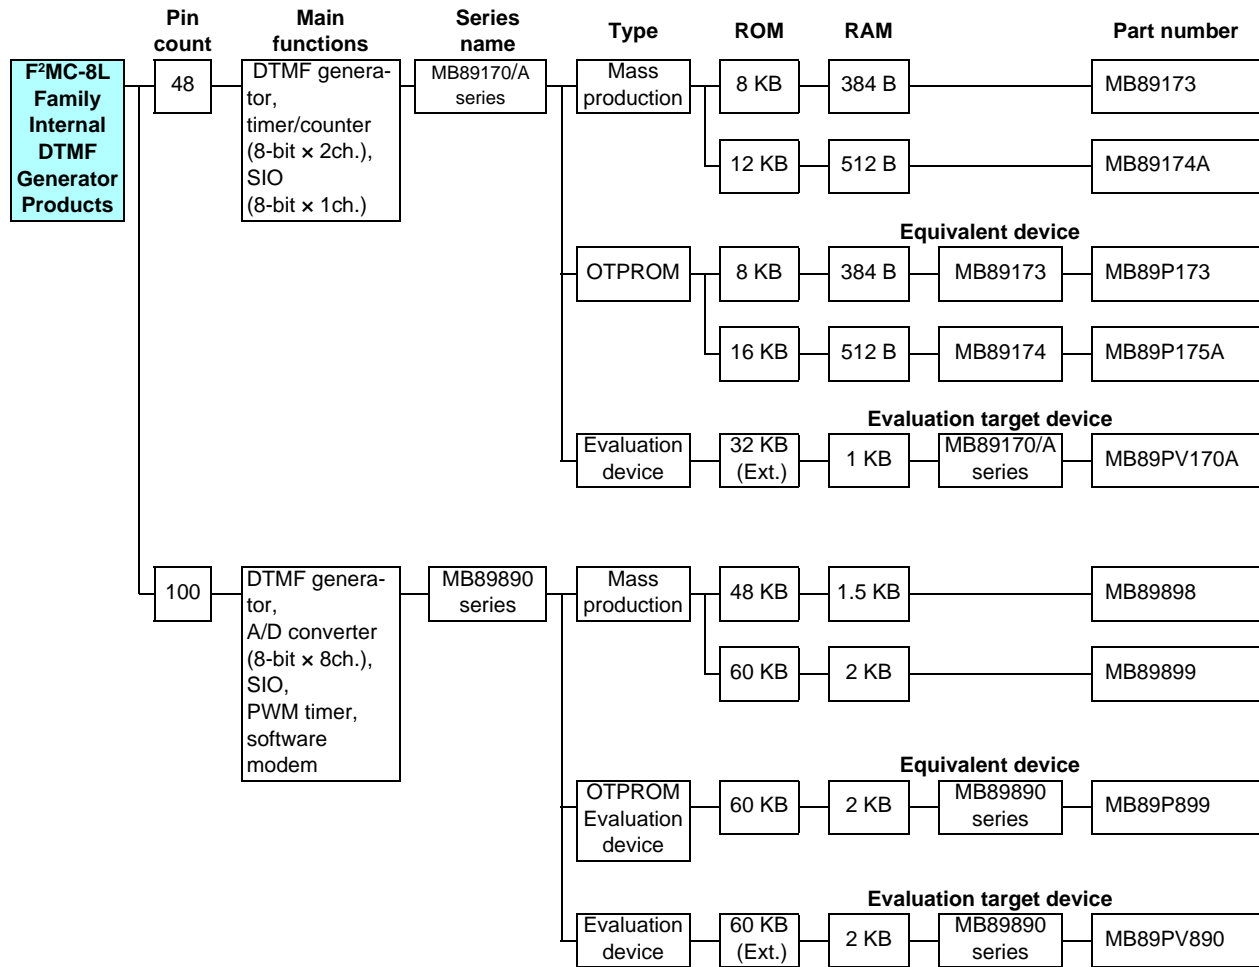 Pin count
Main functions
Series name
Type
ROM
RAM
Part number
F²MC-8L
Family
Internal
DTMF
Generator
Products
48
DTMF genera-
tor,
timer/counter
(8-bit × 2ch.),
SIO
(8-bit × 1ch.)
MB89170/A
series
Mass
production
8 KB
384 B
MB89173
12 KB
512 B
MB89174A
Equivalent device
OTPROM
8 KB
384 B
MB89173
MB89P173
16 KB
512 B
MB89174
MB89P175A
Evaluation target device
Evaluation
device
32 KB
(Ext.)
1 KB
MB89170/A
series
MB89PV170A
100
DTMF genera-
tor,
A/D converter
(8-bit × 8ch.),
SIO,
PWM timer,
software
modem
MB89890
series
Mass
production
48 KB
1.5 KB
MB89898
60 KB
2 KB
MB89899
Equivalent device
OTPROM
Evaluation
device
60 KB
2 KB
MB89890
series
MB89P899
Evaluation target device
Evaluation
device
60 KB
(Ext.)
2 KB
MB89890
series
MB89PV890